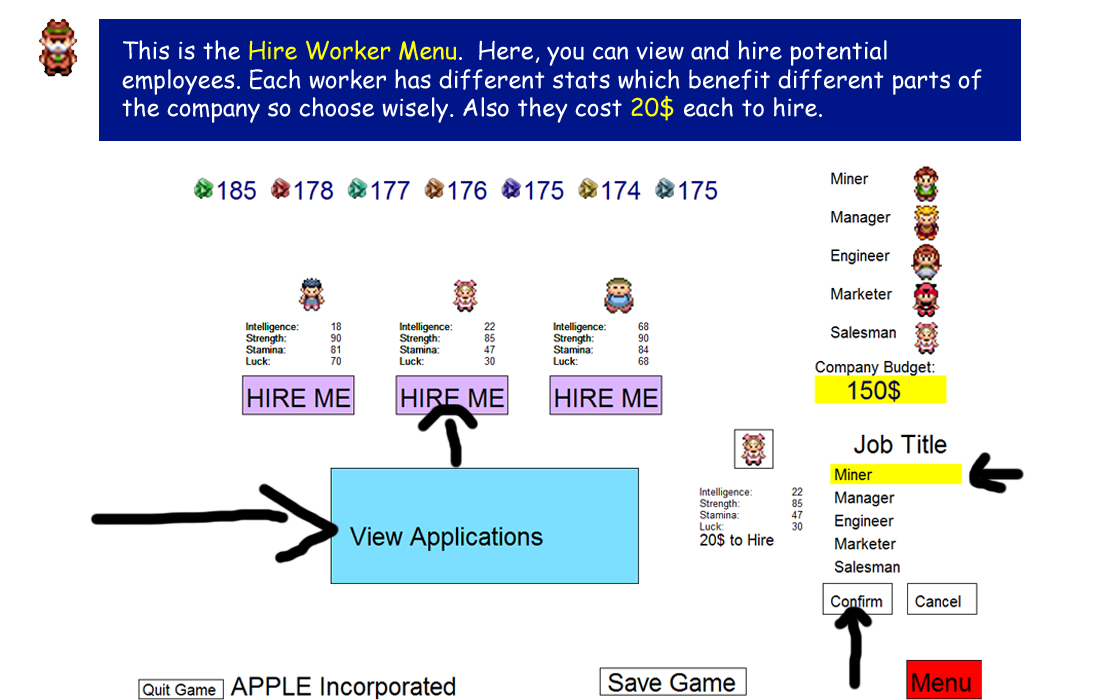 This is the Hire Worker Menu.  Here, you can view and hire potential
employees. Each worker has different stats which benefit different parts of
the company so choose wisely. Also they cost 20$ each to hire.
185 178 177 176 175 174 175
Miner
Manager
Engineer
Marketer
Salesman
Intelligence: 18
Strength: 90
Stamina: 81
Luck: 70
HIRE ME
Intelligence: 22
Strength: 85
Stamina: 47
Luck: 30
HIRE ME
Intelligence: 68
Strength: 90
Stamina: 84
Luck: 68
HIRE ME
Company Budget:
150$
View Applications
Intelligence: 22
Strength: 85
Stamina: 47
Luck: 30
20$ to Hire
Job Title
Miner
Manager
Engineer
Marketer
Salesman
Confirm Cancel
Quit Game APPLE Incorporated Save Game Menu